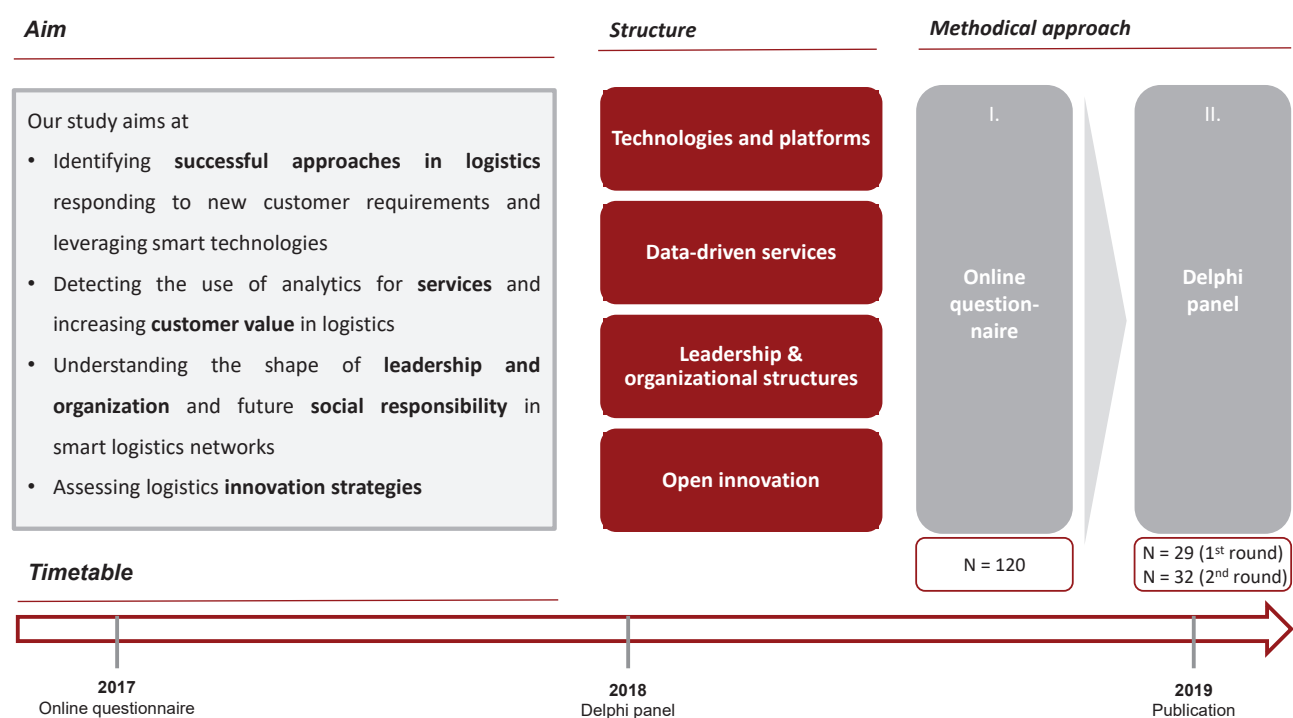 Aim
Our study aims at
• Identifying successful approaches in logistics
responding to new customer requirements and
leveraging smart technologies
• Detecting the use of analytics for services and
increasing customer value in logistics
• Understanding the shape of leadership and
organization and future social responsibility in
smart logistics networks
• Assessing logistics innovation strategies
Structure
Technologies and platforms
Data-driven services
Leadership &
organizational structures
Open innovation
Methodical approach
I.
Online
question-
naire
N = 120
II.
Delphi
panel
N = 29 (1st round)
N = 32 (2nd round)
Timetable
2017
Online questionnaire
2018
Delphi panel
2019
Publication